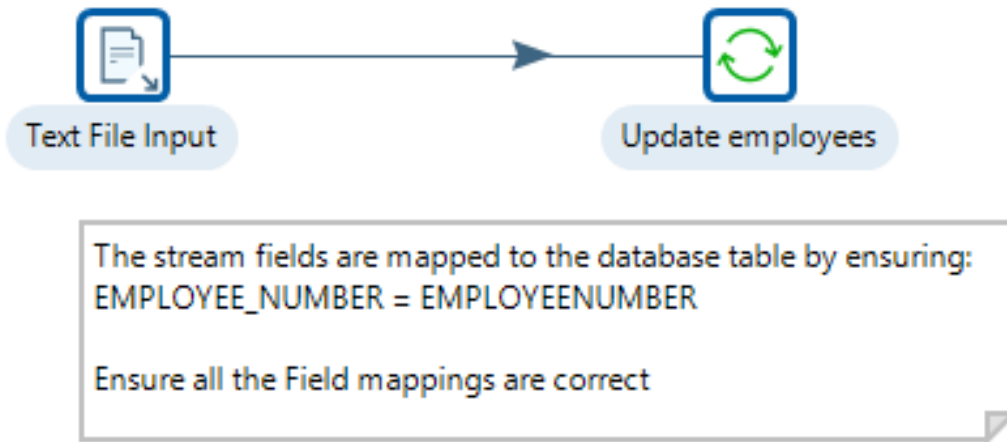 Text File Input
Update employees
The stream fields are mapped to the database table by ensuring:
EMPLOYEE_NUMBER = EMPLOYEENUMBER
Ensure all the Field mappings are correct